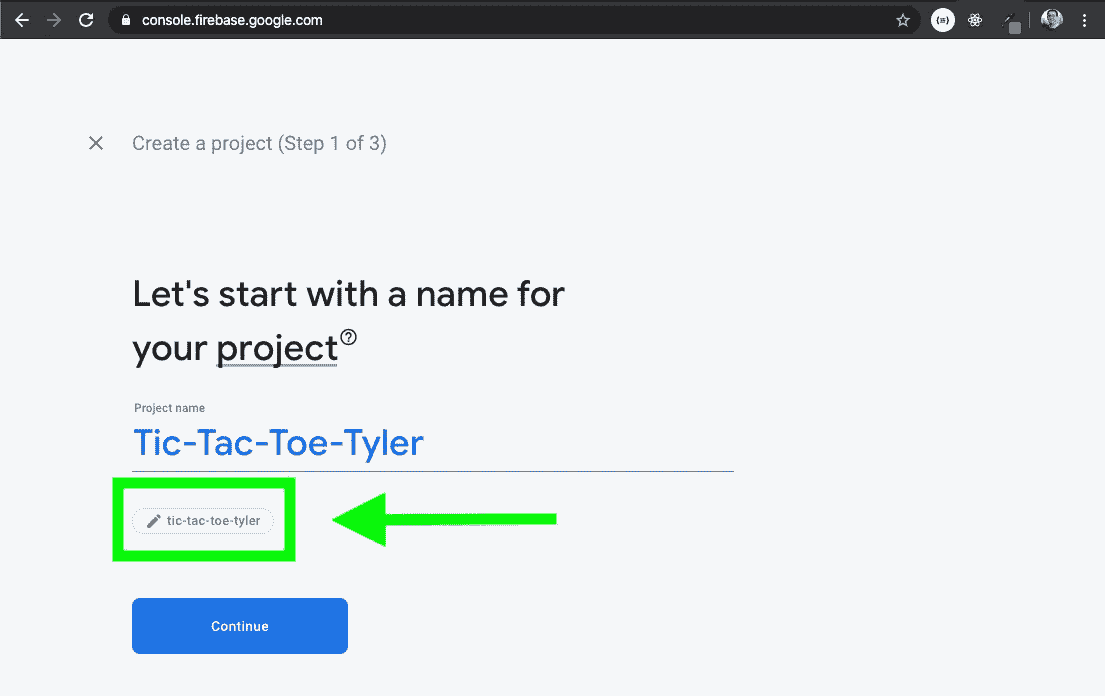 console.firebase.google.com
Create a project (Step 1 of 3)
Let's start with a name for
your project
Project name
Tic-Tac-Toe-Tyler
tic-tac-toe-tyler
Continue